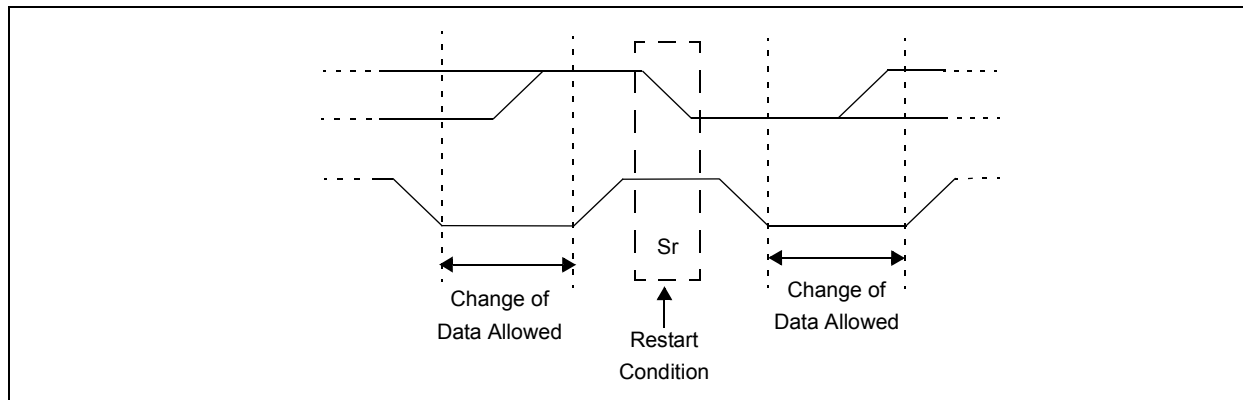 Sr
Change of
Data Allowed
Restart
Condition
Change of
Data Allowed